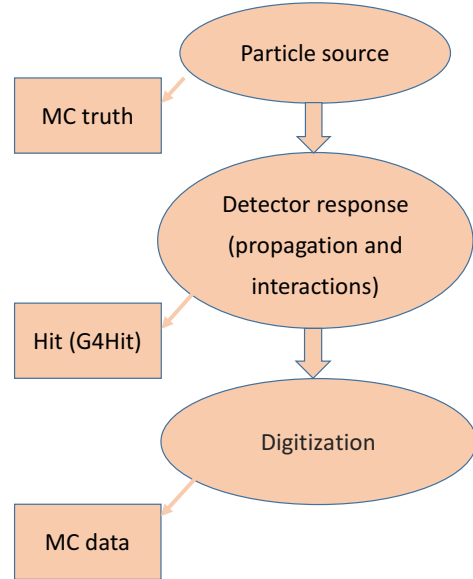 Particle source
MC truth
Detector response
(propagation and
interactions)
Hit (G4Hit)
Digitization
MC data